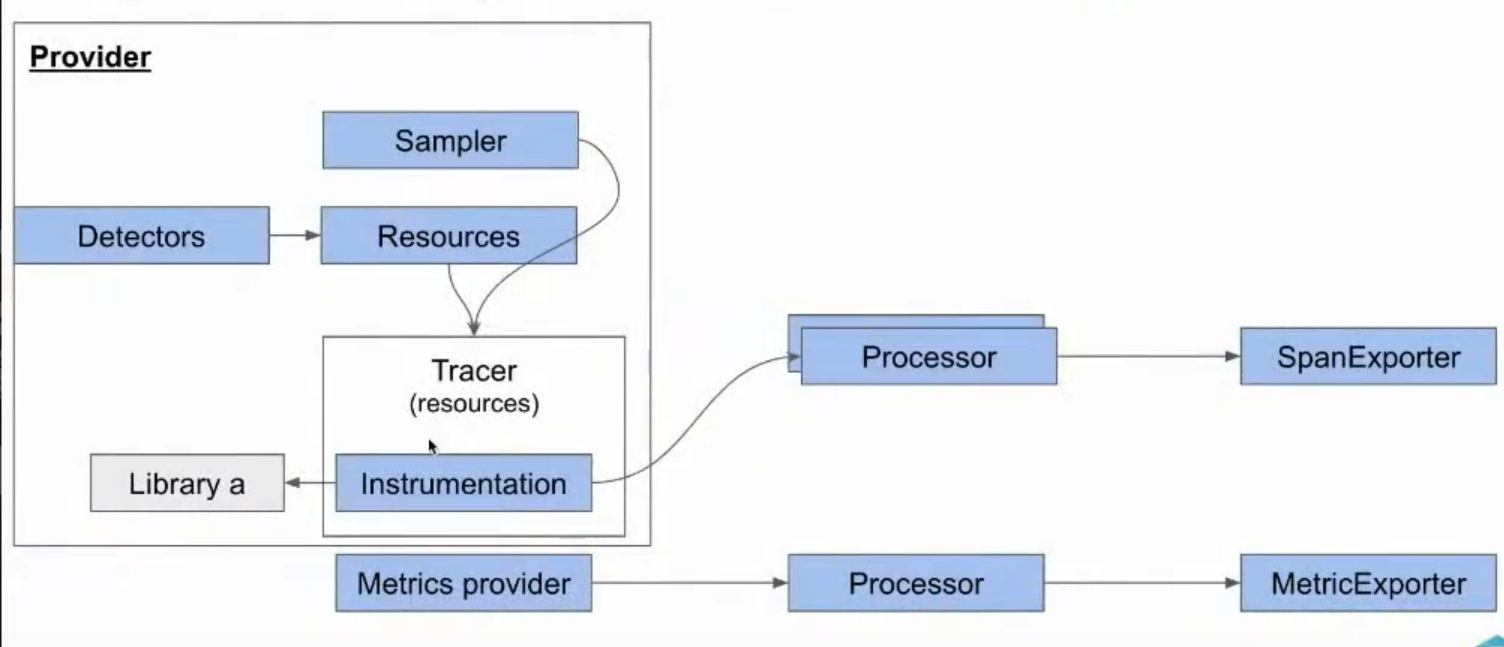 Provider
Sampler
Detectors
Resources
Tracer
(resources)
Processor
SpanExporter
Library a
Instrumentation
Metrics provider
Processor
MetricExporter